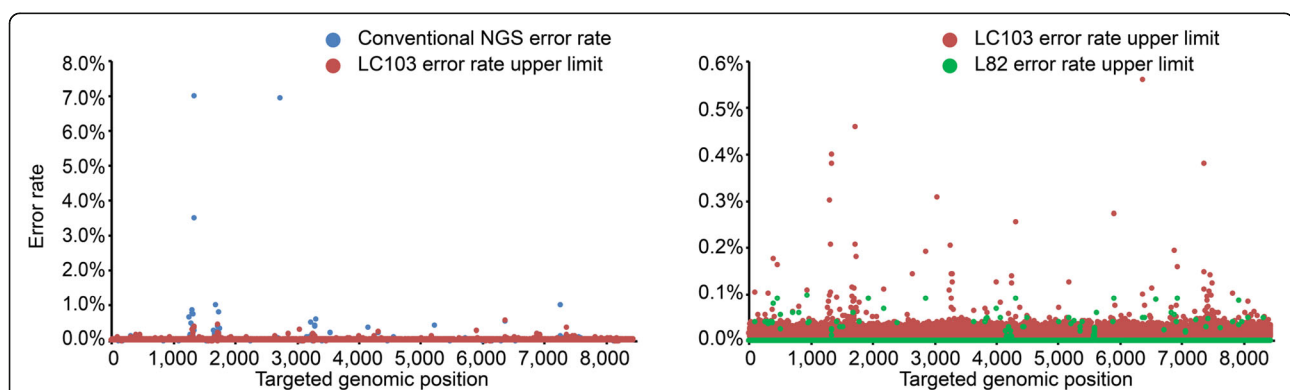 Conventional NGS error rate
LC103 error rate upper limit
8.0%
7.0%
6.0%
5.0%
4.0%
3.0%
2.0%
1.0%
0.0%
Error rate
0 1,000 2,000 3,000 4,000 5,000 6,000 7,000 8,000
Targeted genomic position
LC103 error rate upper limit
L82 error rate upper limit
0.6%
0.5%
0.4%
0.3%
0.2%
0.1%
0.0%
0 1,000 2,000 3,000 4,000 5,000 6,000 7,000 8,000
Targeted genomic position